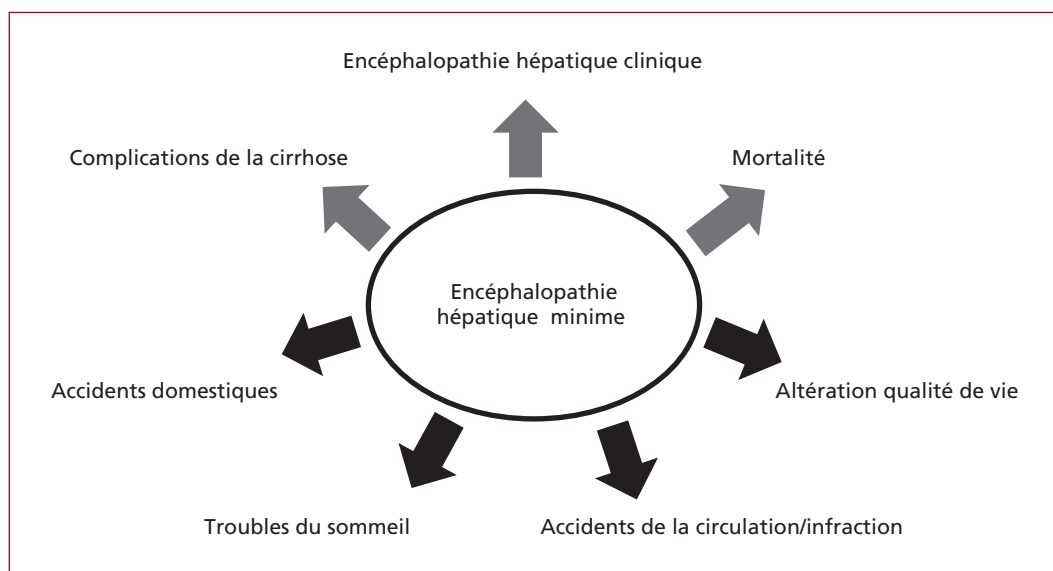 Encéphalopathie hépatique clinique
Complications de la cirrhose
Mortalité
Encéphalopathie
hépatique minime
Accidents domestiques
Altération qualité de vie
Troubles du sommeil
Accidents de la circulation/infraction